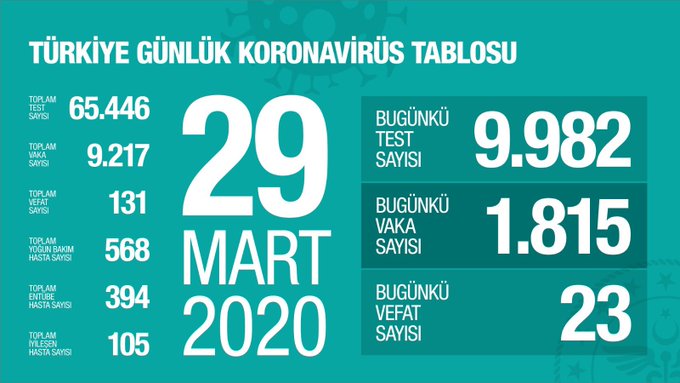 TÜRKİYE GÜNLÜK KORONAVİRÜS TABLOSU
TOPLAM
TEST
SAYISI
65.446
TOPLAM
VAKA
SAYISI
9.217
TOPLAM
VEFAT
SAYISI
131
TOPLAM
YOĞUN BAKIM
HASTA SAYISI
568
TOPLAM
ENTÜBE
HASTA SAYISI
394
TOPLAM
İYİLEŞEN
HASTA SAYISI
105
29
MART
2020
BUGÜNKÜ
TEST
SAYISI
9.982
BUGÜNKÜ
VAKA
SAYISI
1.815
BUGÜNKÜ
VEFAT
SAYISI
23